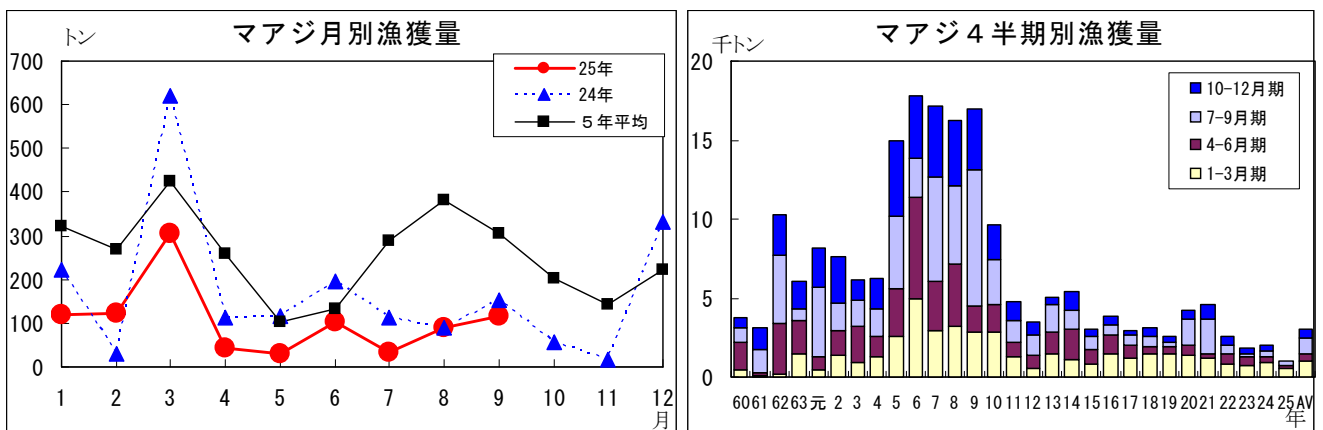 マアジ月別漁獲量
トン
700
600
500
400
300
200
100
0
25年
24年
５年平均
1 2 3 4 5 6 7 8 9 10 11 12
月
マアジ４半期別漁獲量
千トン
20
15
10
5
0
10-12月期
7-9月期
4-6月期
1-3月期
60 61 62 63 元 2 3 4 5 6 7 8 9 10 11 12 13 14 15 16 17 18 19 20 21 22 23 24 25 AV
年